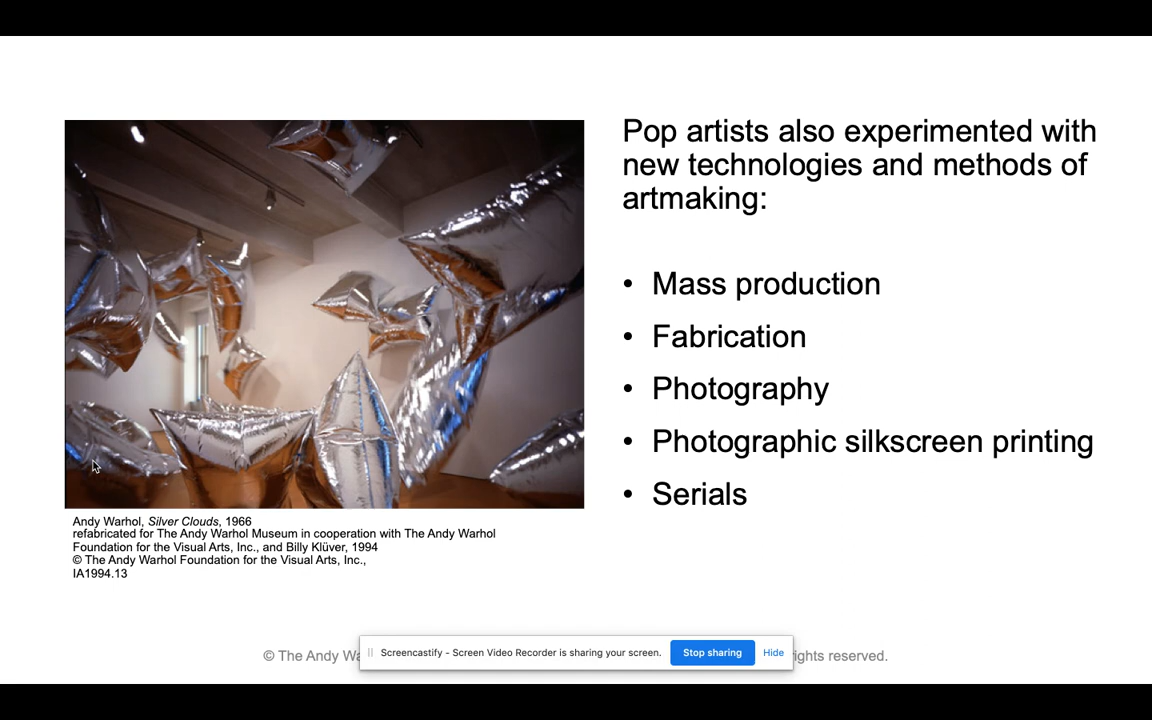 Pop artists also experimented with
new technologies and methods of
artmaking:
• Mass production
• Fabrication
• Photography
• Photographic silkscreen printing
• Serials
Andy Warhol, Silver Clouds, 1966
refabricated for The Andy Warhol Museum in cooperation with The Andy Warhol
Foundation for the Visual Arts, Inc., and Billy Klüver, 1994
© The Andy Warhol Foundation for the Visual Arts, Inc.,
IA1994.13
© The Andy reserved.
Screencastify - Screen Video Recorder is sharing your screen. Stop sharing Hide